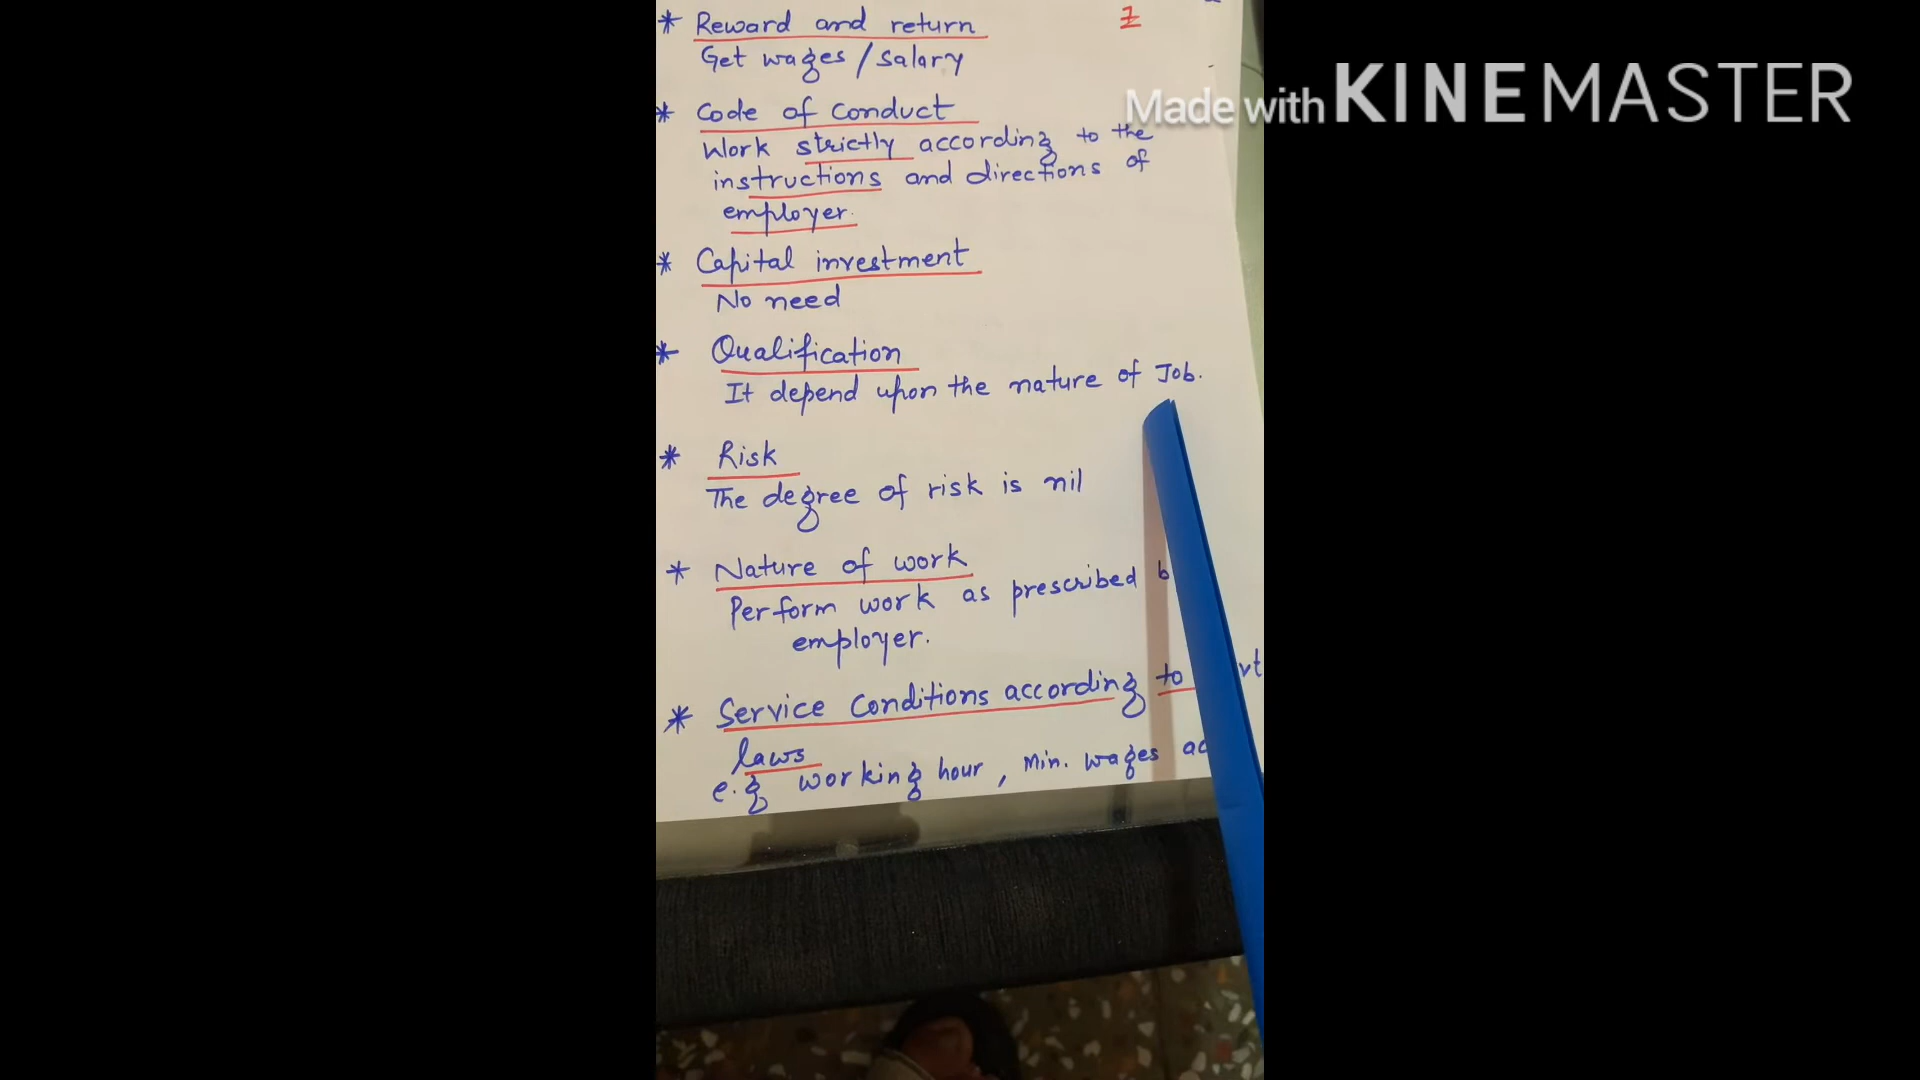 * Reward and return
Get wages / salary
* Code of Conduct
Work strictly according to the
instructions and directions of
employer.
* Capital investment
No need
* Qualification
It depend upon the nature of Job.
* Risk
The degree of risk is nil
* Nature of work
Perform work as prescribed b
employer.
* Service Conditions according to vt
laws
e.g working hour, Min. wages ac
Made with KINEMASTER